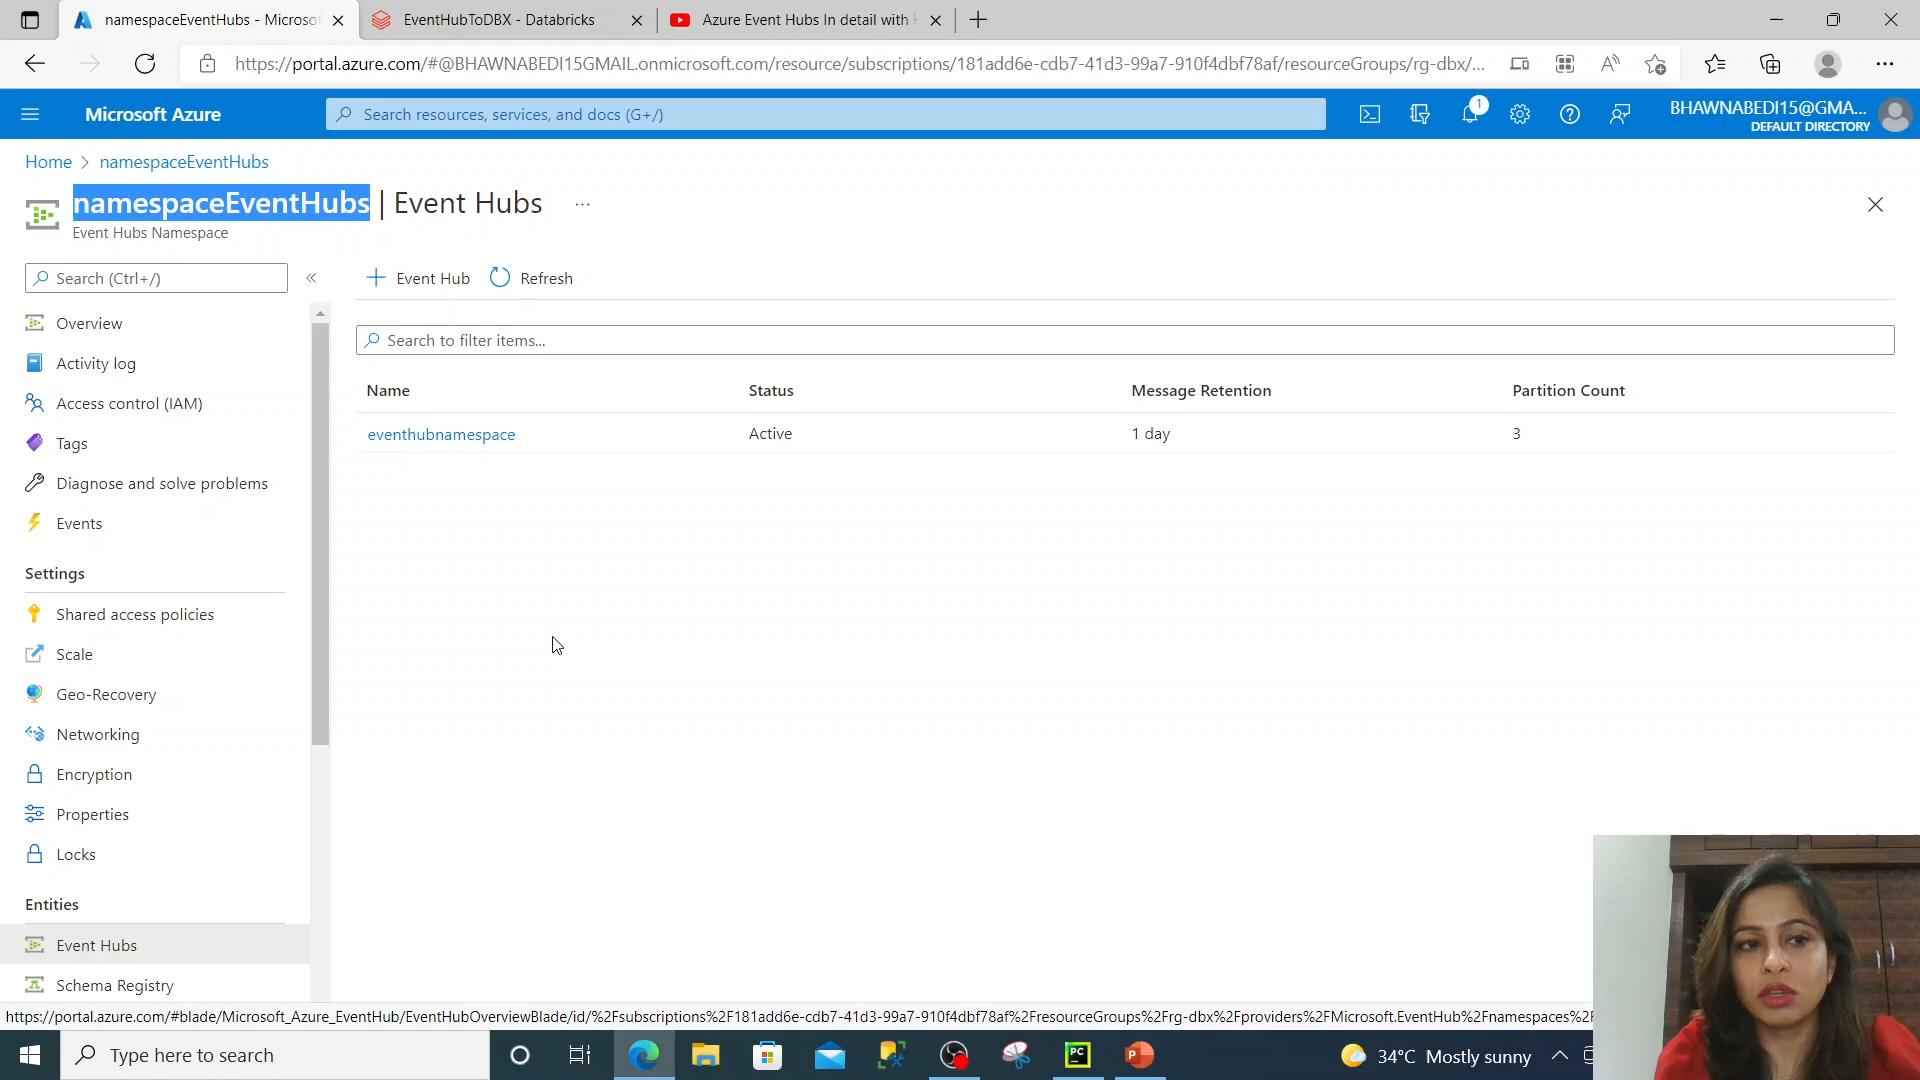 namespaceEventHubs - Microsof
EventHubToDBX - Databricks
Azure Event Hubs In detail with
https://portal.azure.com/#@BHAWNABEDI15GMAIL.onmicrosoft.com/resource/subscriptions/181add6e-cdb7-41d3-99a7-910f4dbf78af/resourceGroups/rg-dbx/...
Microsoft Azure
Search resources, services, and docs (G+/)
1
BHAWNABEDI15@GMA...
DEFAULT DIRECTORY
Home > namespaceEventHubs
namespaceEventHubs | Event Hubs ...
Event Hubs Namespace
Search (Ctrl+/)
«
+ Event Hub
Refresh
Overview
Activity log
Access control (IAM)
Tags
Diagnose and solve problems
Events
Settings
Shared access policies
Scale
Geo-Recovery
Networking
Encryption
Properties
Locks
Entities
Event Hubs
Schema Registry
Search to filter items...
Name Status Message Retention Partition Count
eventhubnamespace Active 1 day 3
https://portal.azure.com/#blade/Microsoft_Azure_EventHub/EventHubOverviewBlade/id/%2Fsubscriptions%2F181add6e-cdb7-41d3-99a7-910f4dbf78af%2FresourceGroups%2Frg-dbx%2Fproviders%2FMicrosoft.EventHub%2Fnamespaces%2F
Type here to search
PC
P
34°C Mostly sunny